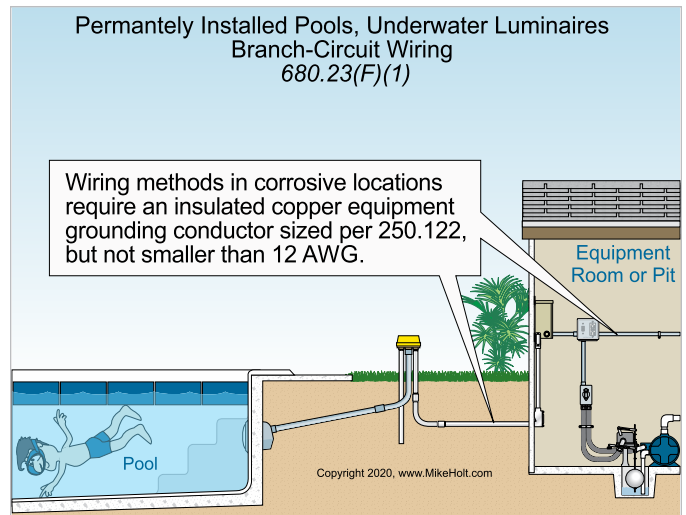 Permantely Installed Pools, Underwater Luminaires
Branch-Circuit Wiring
680.23(F)(1)
Wiring methods in corrosive locations
require an insulated copper equipment
grounding conductor sized per 250.122,
but not smaller than 12 AWG.
Equipment
Room or Pit
Pool
Copyright 2020, www.MikeHolt.com